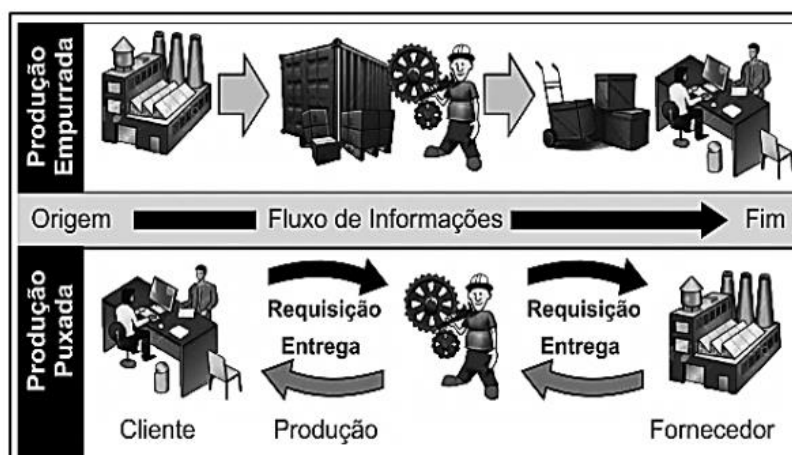 Produção
Empurrada
Origem Fluxo de Informações Fim
Produção
Puxada
Requisição Requisição
Entrega Entrega
Cliente Produção Fornecedor